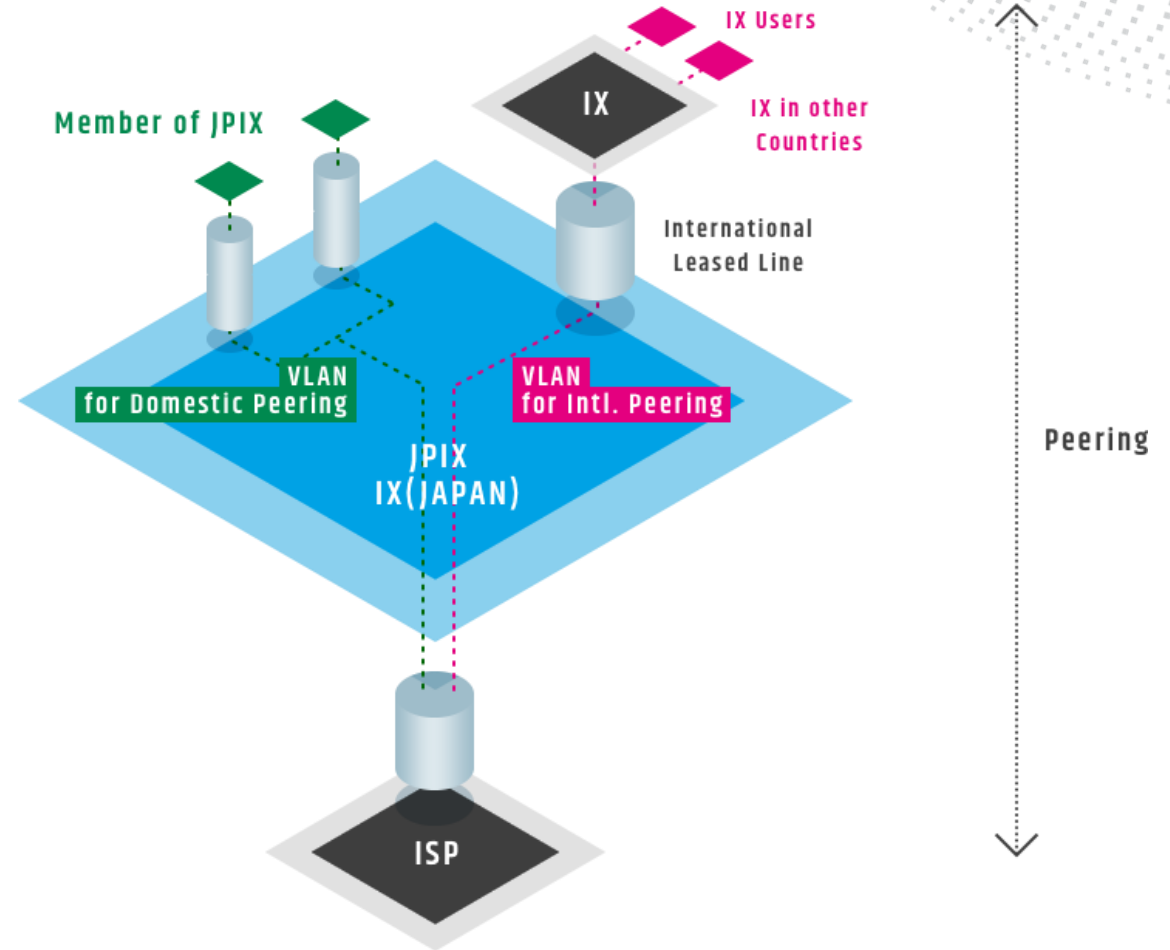 IX Users
IX
IX in other
Countries
Member of JPIX
International
Leased Line
VLAN
for Domestic Peering
VLAN
for Intl. Peering
JPIX
IX(JAPAN)
Peering
ISP